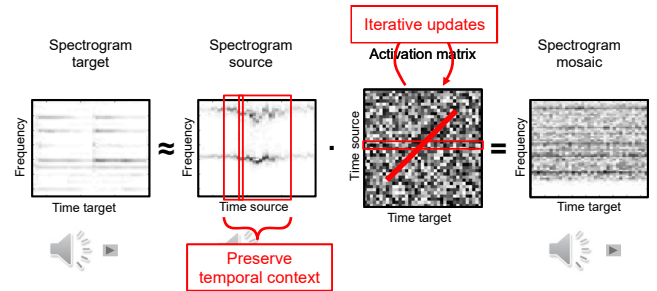 Iterative updates
Spectrogram
target
Spectrogram
source
Activation matrix
Spectrogram
mosaic
Frequency
≈
Frequency
·
Time source
=
Frequency
Time target
Time source
Time target
Time target
Preserve
temporal context